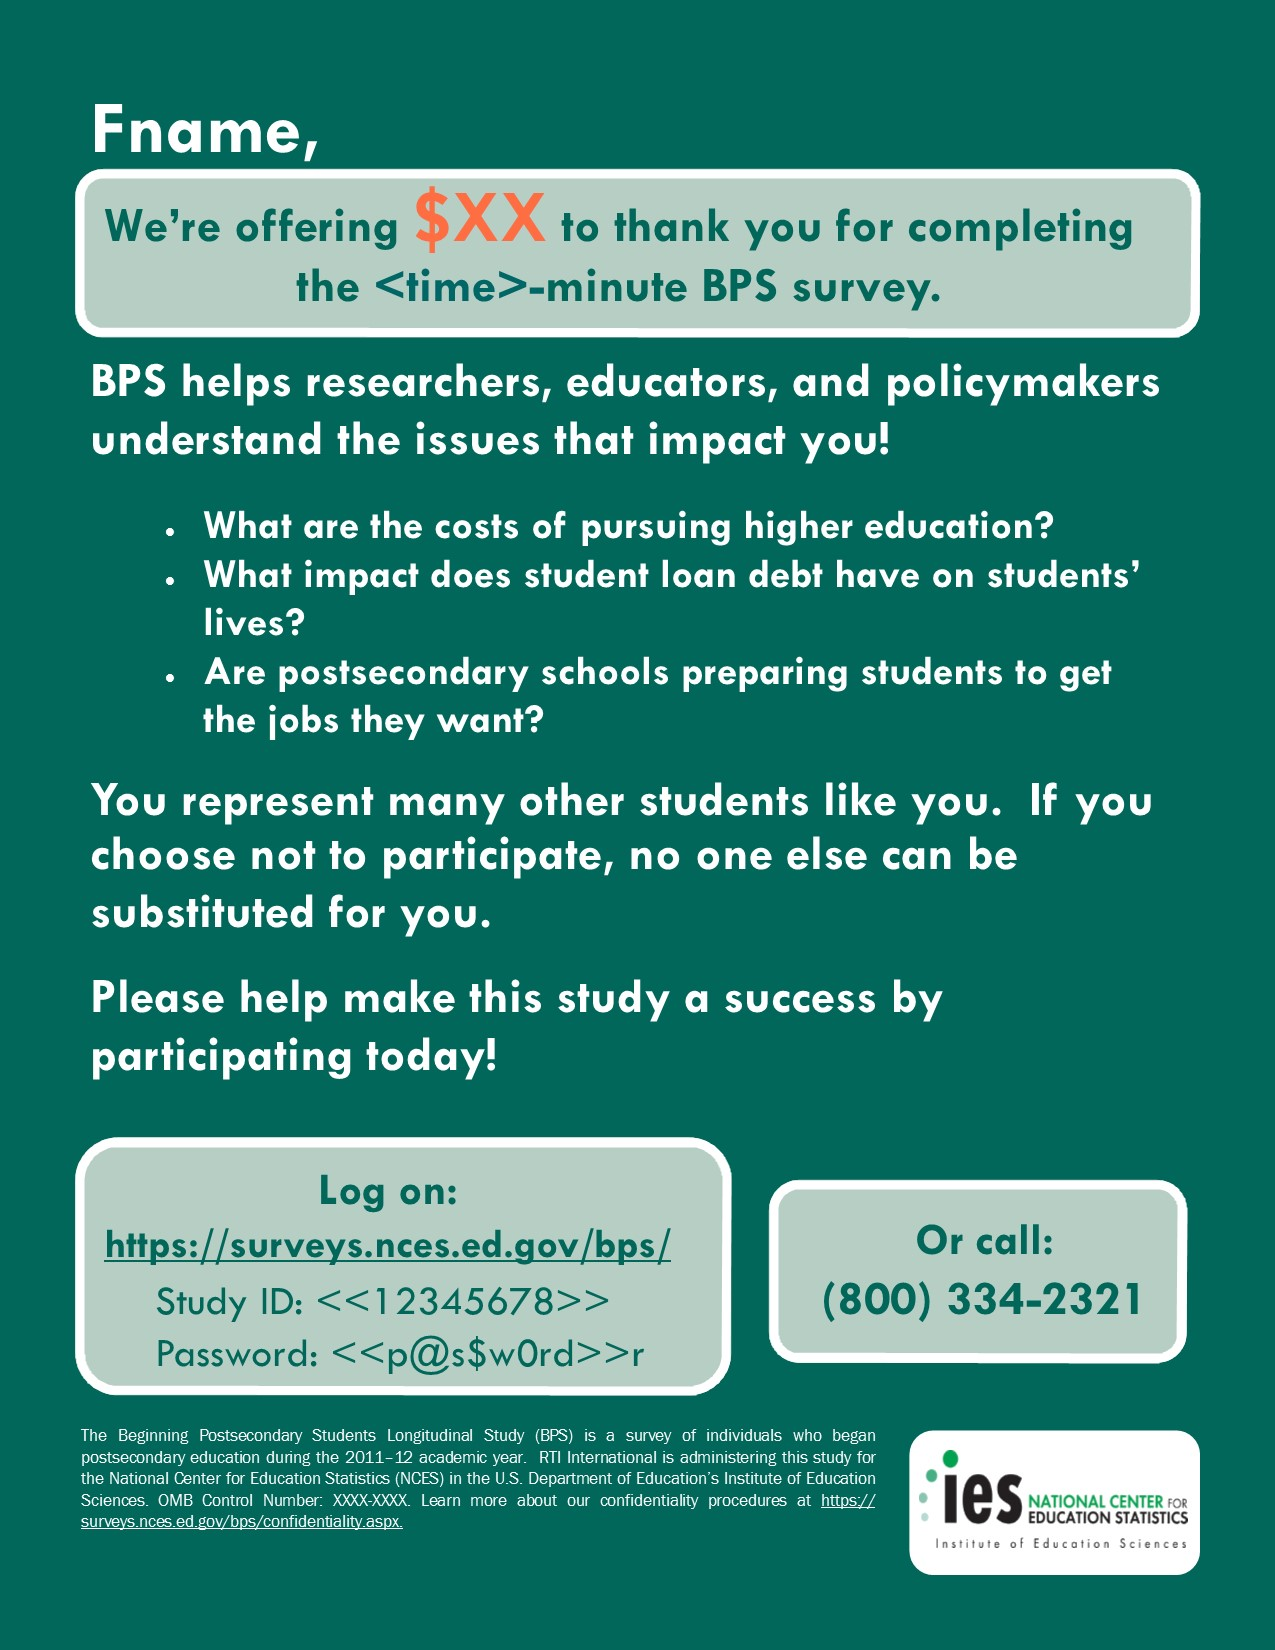 Fname,
We’re offering $XX to thank you for completing
the <time>-minute BPS survey.
BPS helps researchers, educators, and policymakers
understand the issues that impact you!
• What are the costs of pursuing higher education?
• What impact does student loan debt have on students’
lives?
• Are postsecondary schools preparing students to get
the jobs they want?
You represent many other students like you.  If you
choose not to participate, no one else can be
substituted for you.
Please help make this study a success by
participating today!
Log on:
https://surveys.nces.ed.gov/bps/
Study ID: <<12345678>>
Password: <<p@s$w0rd>>r
Or call:
(800) 334-2321
The Beginning Postsecondary Students Longitudinal Study (BPS) is a survey of individuals who began
postsecondary education during the 2011–12 academic year.  RTI International is administering this study for
the National Center for Education Statistics (NCES) in the U.S. Department of Education’s Institute of Education
Sciences. OMB Control Number: XXXX-XXXX. Learn more about our confidentiality procedures at https://
surveys.nces.ed.gov/bps/confidentiality.aspx.
ies NATIONAL CENTER FOR
EDUCATION STATISTICS
Institute of Education Sciences